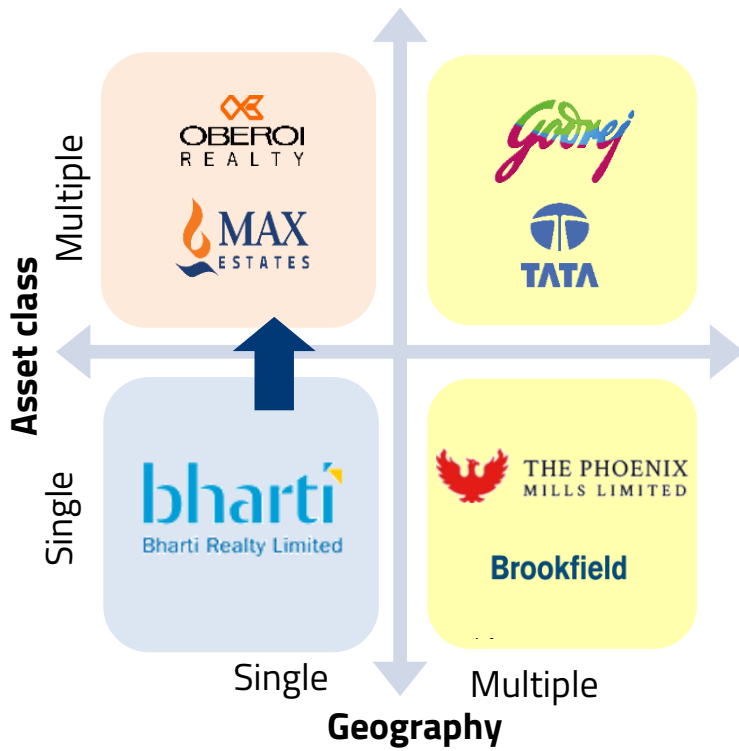 Asset class
Multiple
Single
OBEROI
REALTY
MAX
ESTATES
Godrej
TATA
bharti
Bharti Realty Limited
THE PHOENIX
MILLS LIMITED
Brookfield
Single
Multiple
Geography